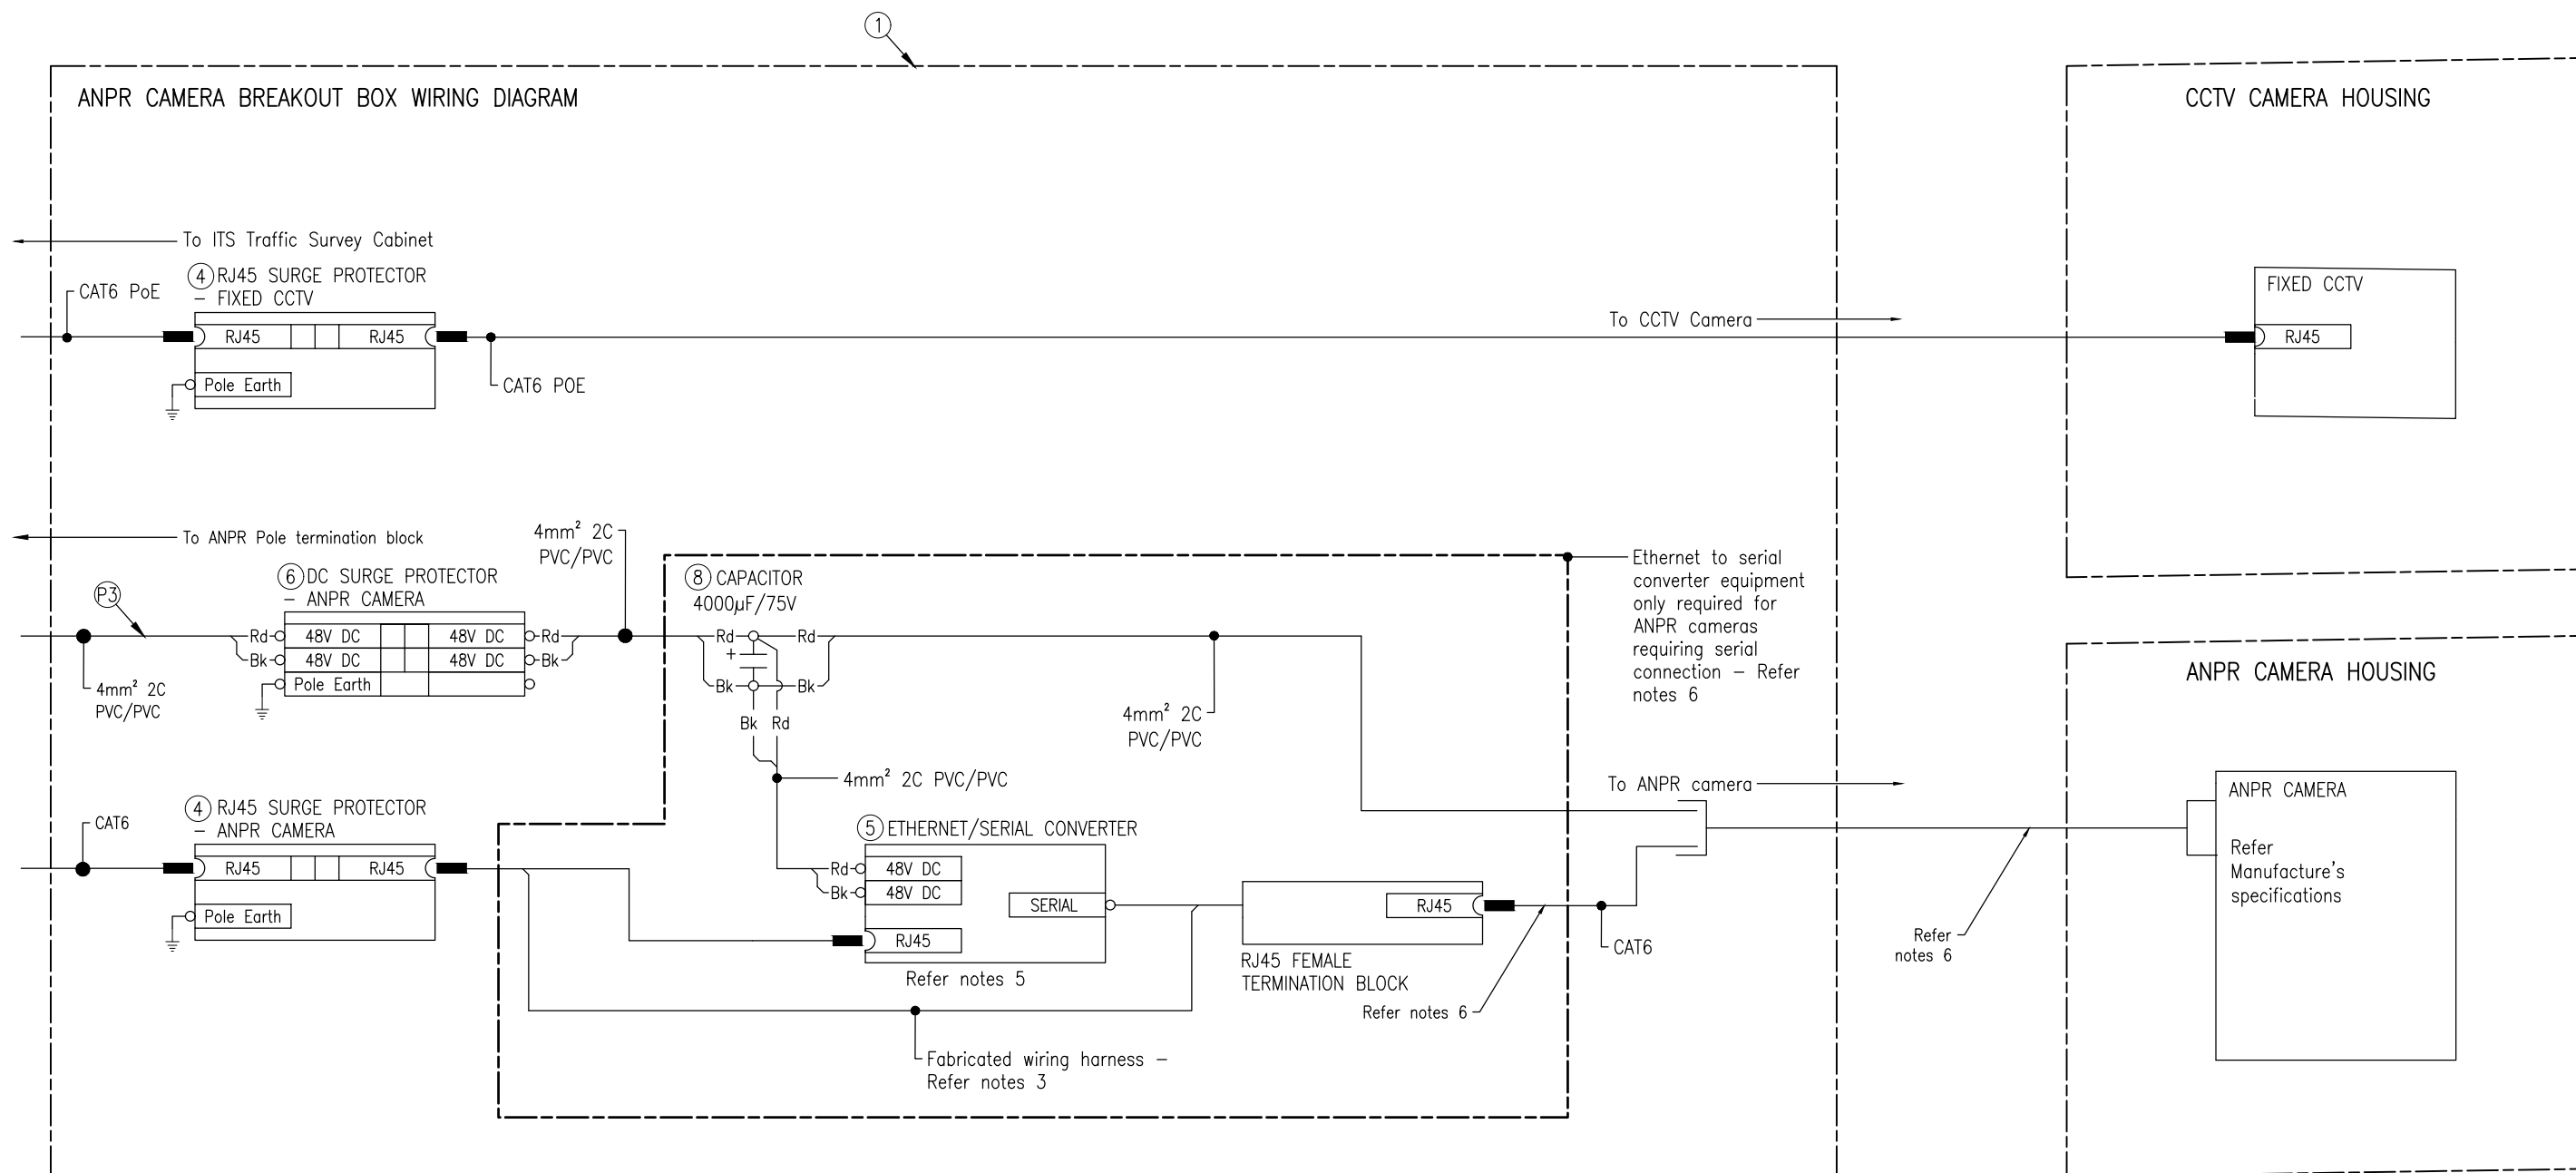 1
ANPR CAMERA BREAKOUT BOX WIRING DIAGRAM
CCTV CAMERA HOUSING
To ITS Traffic Survey Cabinet
4 RJ45 SURGE PROTECTOR
- FIXED CCTV
CAT6 PoE
RJ45 RJ45
Pole Earth
CAT6 POE
To CCTV Camera
FIXED CCTV
RJ45
To ANPR Pole termination block
4mm² 2C
PVC/PVC
6 DC SURGE PROTECTOR
- ANPR CAMERA
P3
Rd 48V DC 48V DC Rd
Bk 48V DC 48V DC Bk
Pole Earth
4mm² 2C
PVC/PVC
8 CAPACITOR
4000µF/75V
Rd Rd
+
Bk Bk
Bk Rd
4mm² 2C PVC/PVC
4mm² 2C
PVC/PVC
Ethernet to serial
converter equipment
only required for
ANPR cameras
requiring serial
connection - Refer
notes 6
ANPR CAMERA HOUSING
4 RJ45 SURGE PROTECTOR
- ANPR CAMERA
CAT6
RJ45 RJ45
Pole Earth
5 ETHERNET/SERIAL CONVERTER
Rd 48V DC
Bk 48V DC
SERIAL
RJ45
Refer notes 5
RJ45
RJ45 FEMALE
TERMINATION BLOCK
Refer notes 6
CAT6
To ANPR camera
Refer
notes 6
ANPR CAMERA
Refer
Manufacture's
specifications
Fabricated wiring harness -
Refer notes 3